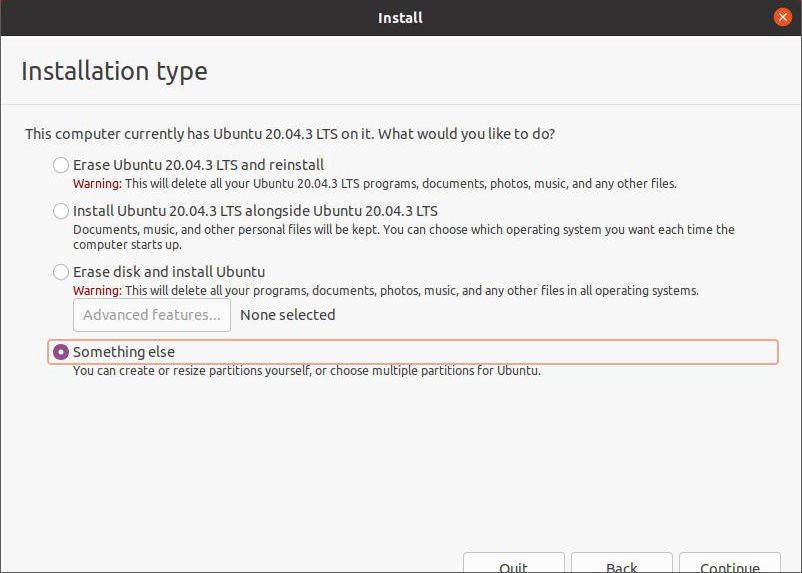 Install
Installation type
This computer currently has Ubuntu 20.04.3 LTS on it. What would you like to do?
Erase Ubuntu 20.04.3 LTS and reinstall
Warning: This will delete all your Ubuntu 20.04.3 LTS programs, documents, photos, music, and any other files.
Install Ubuntu 20.04.3 LTS alongside Ubuntu 20.04.3 LTS
Documents, music, and other personal files will be kept. You can choose which operating system you want each time the
computer starts up.
Erase disk and install Ubuntu
Warning: This will delete all your programs, documents, photos, music, and any other files in all operating systems.
Advanced features... None selected
Something else
You can create or resize partitions yourself, or choose multiple partitions for Ubuntu.
Quit Back Continue